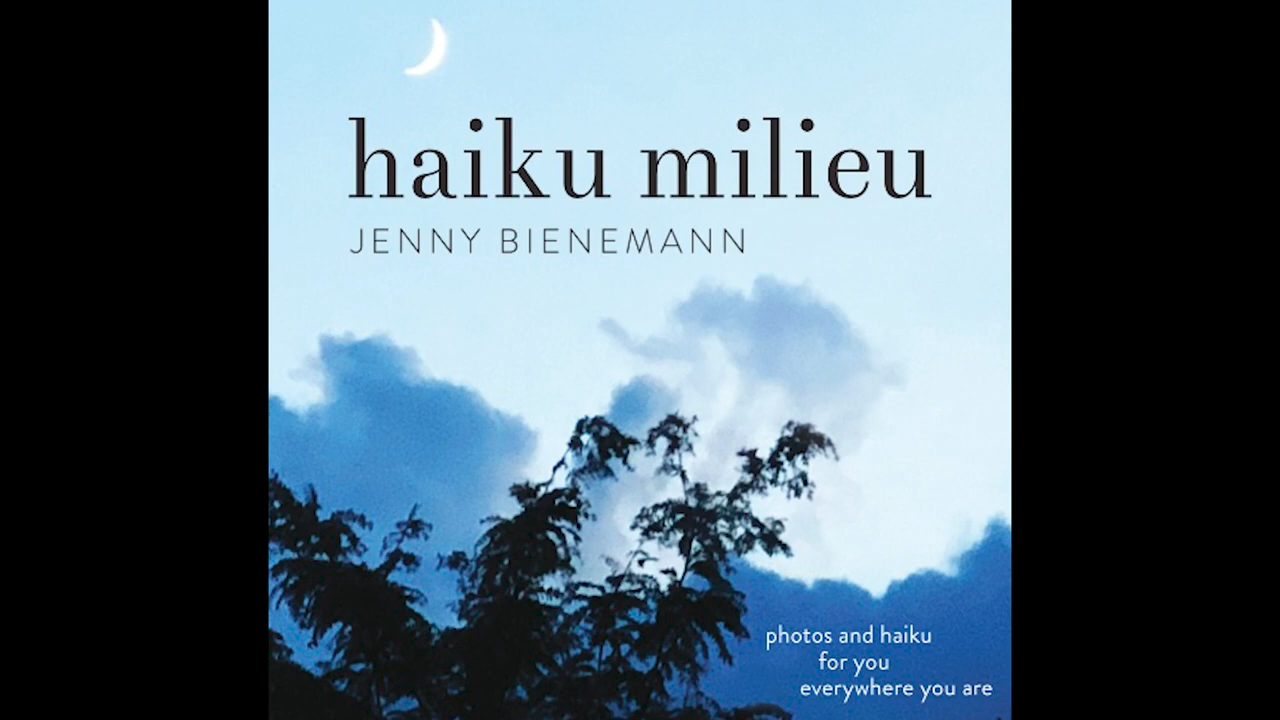 haiku milieu
JENNY BIENEMANN
photos and haiku
for you
everywhere you are